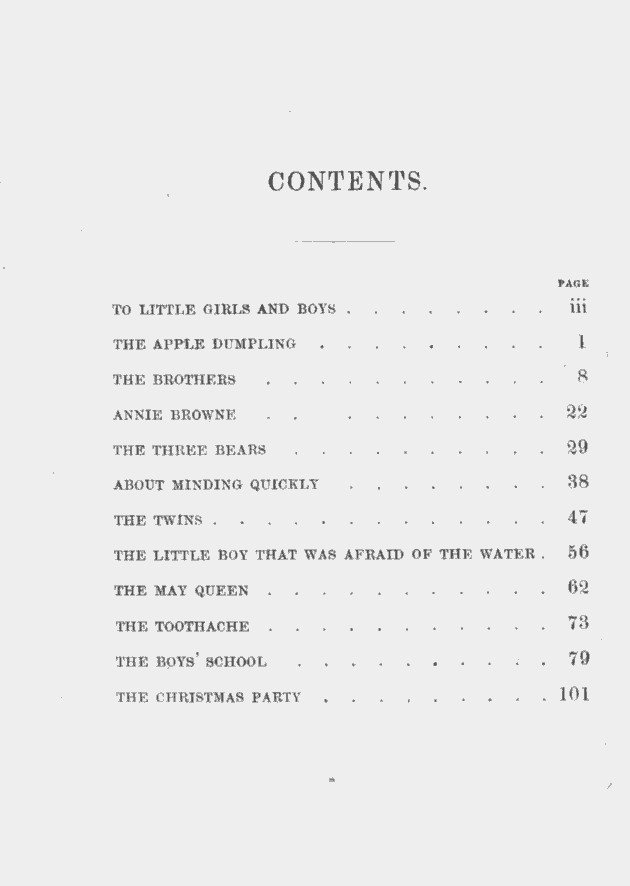 CONTENTS.
PAGE
TO LITTLE GIRLS AND BOYS . . . . . . . . iii
THE APPLE DUMPLING . . . . . . . . . 1
THE BROTHERS . . . . . . . . . . . 8
ANNIE BROWNE . . . . . . . . . . 22
THE THREE BEARS . . . . . . . . . . 29
ABOUT MINDING QUICKLY . . . . . . . . 38
THE TWINS . . . . . . . . . . . . . 47
THE LITTLE BOY THAT WAS AFRAID OF THE WATER . 56
THE MAY QUEEN . . . . . . . . . . . 62
THE TOOTHACHE . . . . . . . . . . . 73
THE BOYS' SCHOOL . . . . . . . . . . 79
THE CHRISTMAS PARTY . . . . . . . . . 101